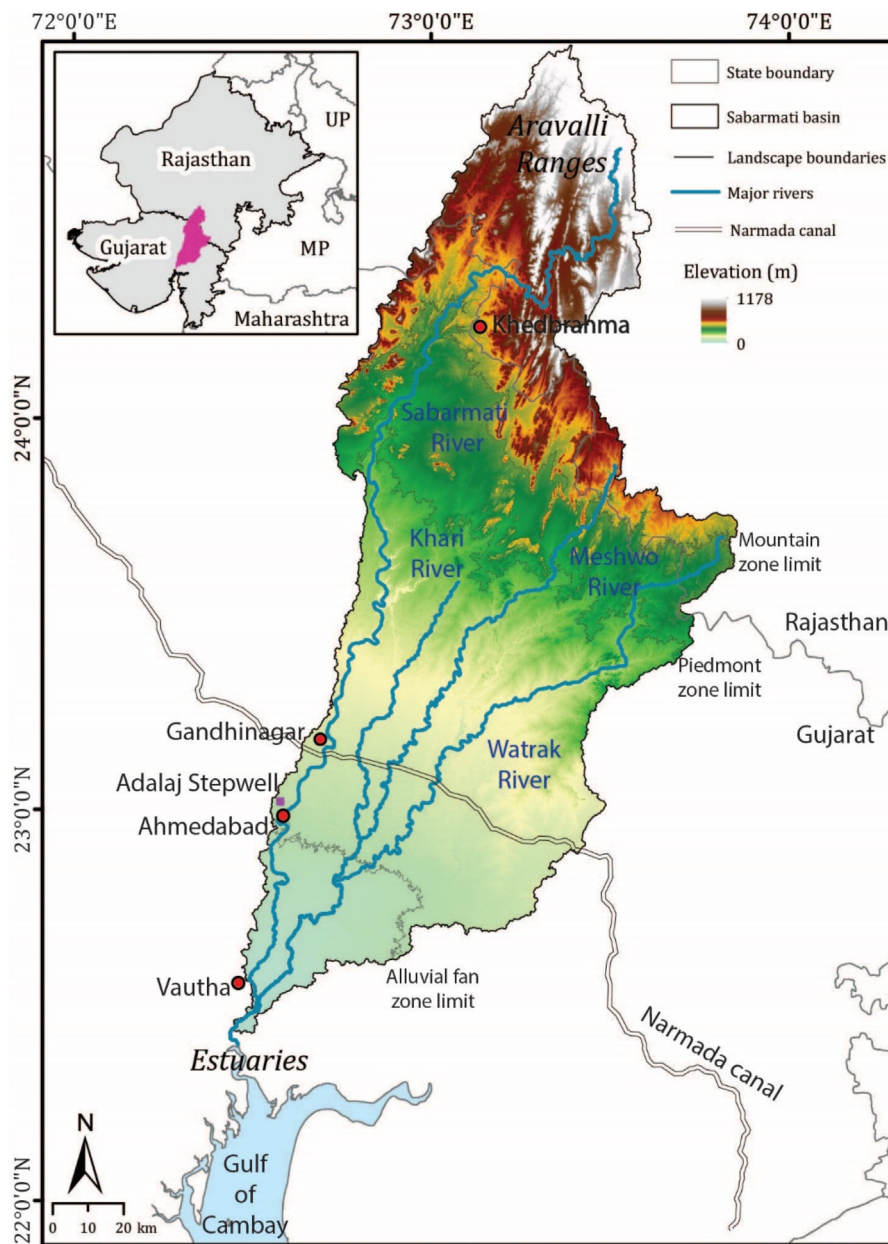 72°0'0"E
73°0'0"E
74°0'0"E
UP
Rajasthan
Gujarat
MP
Maharashtra
Aravalli
Ranges
State boundary
Sabarmati basin
Landscape boundaries
Major rivers
Narmada canal
Elevation (m)
1178
0
Khedbrahma
24°0'0"N
Sabarmati
River
Khari
River
Meshwo
River
Mountain
zone limit
Rajasthan
Piedmont
zone limit
Gujarat
Gandhinagar
Watrak
River
Adalaj Stepwell
23°0'0"N
Ahmedabad
Vautha
Alluvial fan
zone limit
Narmada canal
Estuaries
N
Gulf
of
Cambay
22°0'0"N
0 10 20 km